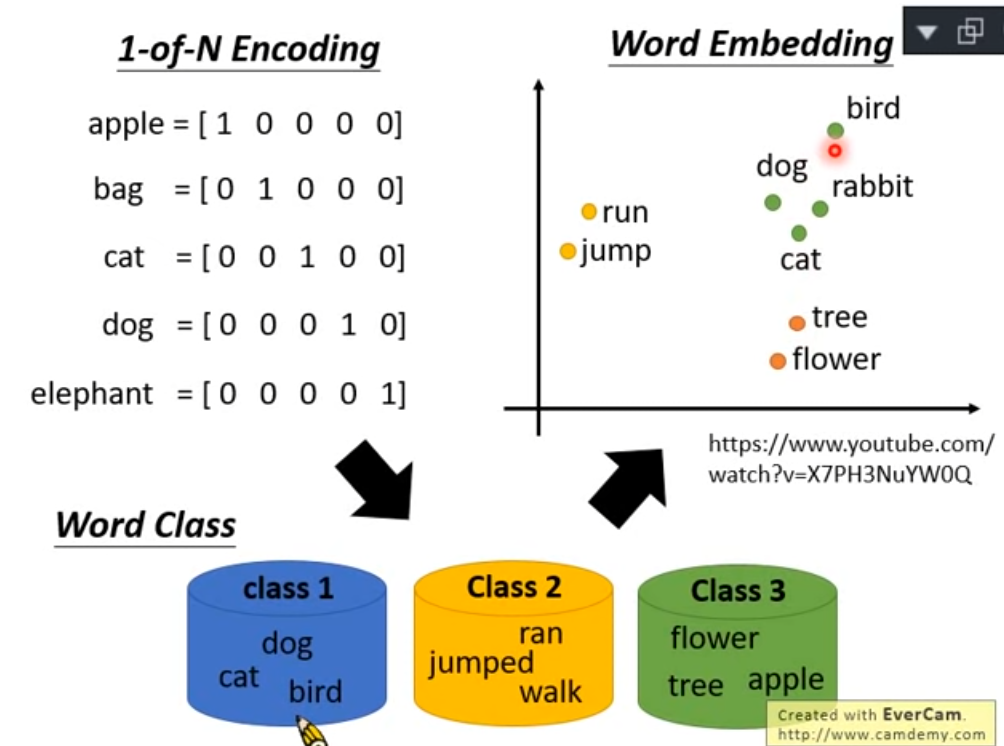 1-of-N Encoding
apple = [ 1 0 0 0 0]
bag = [ 0 1 0 0 0]
cat = [ 0 0 1 0 0]
dog = [ 0 0 0 1 0]
elephant = [ 0 0 0 0 1]
Word Embedding
bird
dog
rabbit
run
jump
cat
tree
flower
https://www.youtube.com/
watch?v=X7PH3NuYW0Q
Word Class
class 1
dog
cat
bird
Class 2
ran
jumped
walk
Class 3
flower
tree apple
Created with EverCam.
http://www.camdemy.com